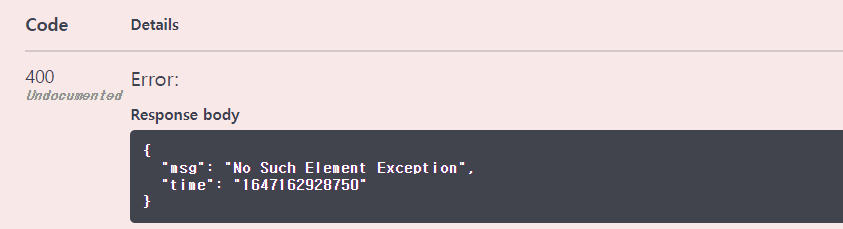 Code Details
400 Error:
Undocumented
Response body
{
"msg": "No Such Element Exception",
"time": "1647162928750"
}